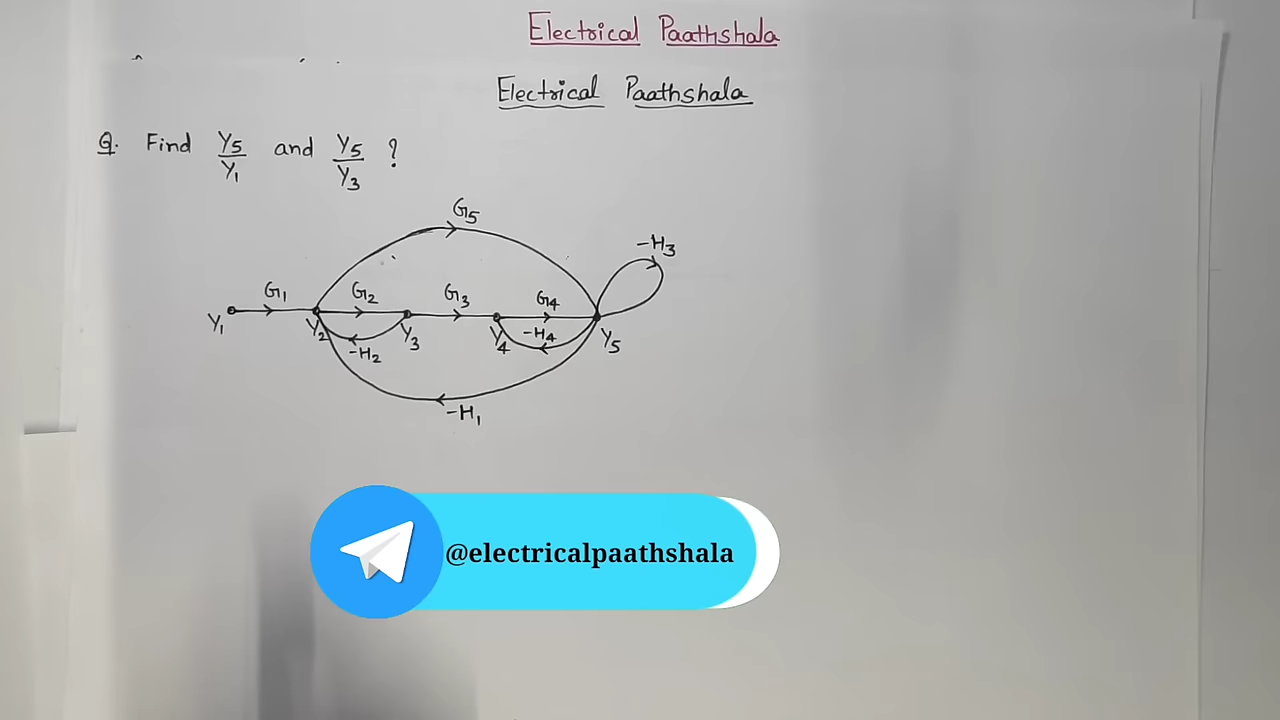 Electrical Paathshala
Electrical Paathshala
Q. Find Y5/Y1 and Y5/Y3 ?
G5
-H3
G1 G2 G3 G4
Y1 Y2 Y3 Y4 Y5
-H2 -H4
-H1
@electricalpaathshala